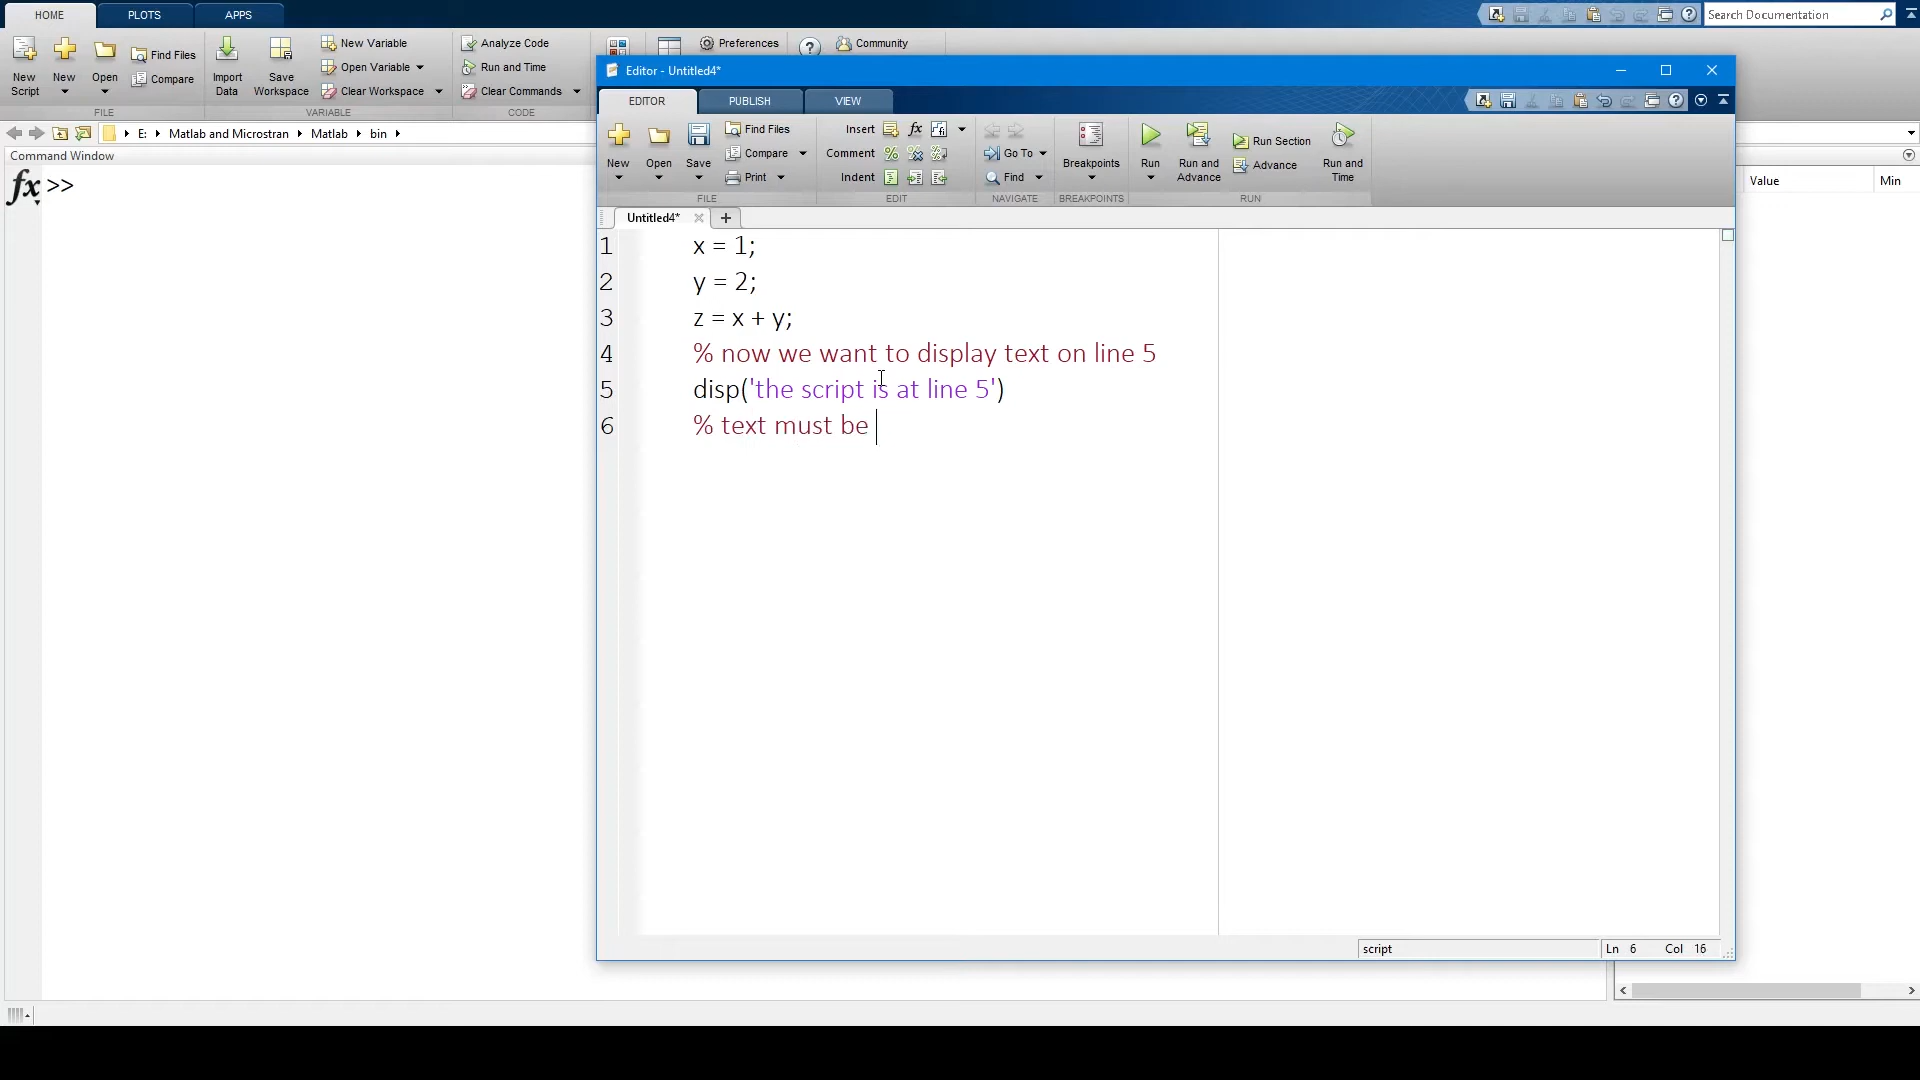 HOME PLOTS APPS
Search Documentation
New Script
New
Open
Find Files
Compare
FILE
Import Data
Save Workspace
New Variable
Open Variable
Clear Workspace
VARIABLE
Analyze Code
Run and Time
Clear Commands
CODE
Preferences
? Community
E: Matlab and Microstran Matlab bin
Command Window
fx >>
Value Min
Editor - Untitled4*
EDITOR PUBLISH VIEW
New
Open
Save
Find Files
Compare
Print
FILE
Insert fx
Comment
Indent
EDIT
Go To
Find
NAVIGATE
Breakpoints
BREAKPOINTS
Run
Run and Advance
Run Section
Advance
Run and Time
RUN
Untitled4*
1 x = 1;
2 y = 2;
3 z = x + y;
4 % now we want to display text on line 5
5 disp('the script is at line 5')
6 % text must be
script Ln 6 Col 16